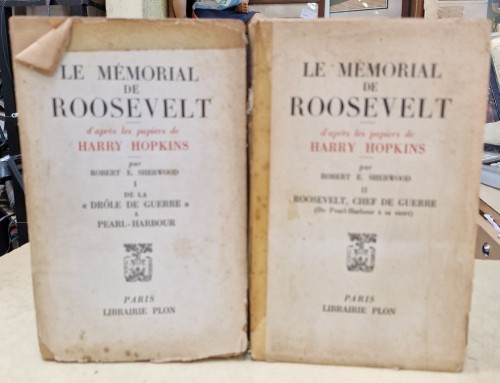 LE MÉMORIAL
DE
ROOSEVELT
d'après les papiers de
HARRY HOPKINS
par
ROBERT E. SHERWOOD
I
DE LA
« DRÔLE DE GUERRE »
A
PEARL-HARBOUR
PARIS
LIBRAIRIE PLON
LE MÉMORIAL
DE
ROOSEVELT
d'après les papiers de
HARRY HOPKINS
par
ROBERT E. SHERWOOD
II
ROOSEVELT, CHEF DE GUERRE
(De Pearl-Harbour à sa mort)
PARIS
LIBRAIRIE PLON